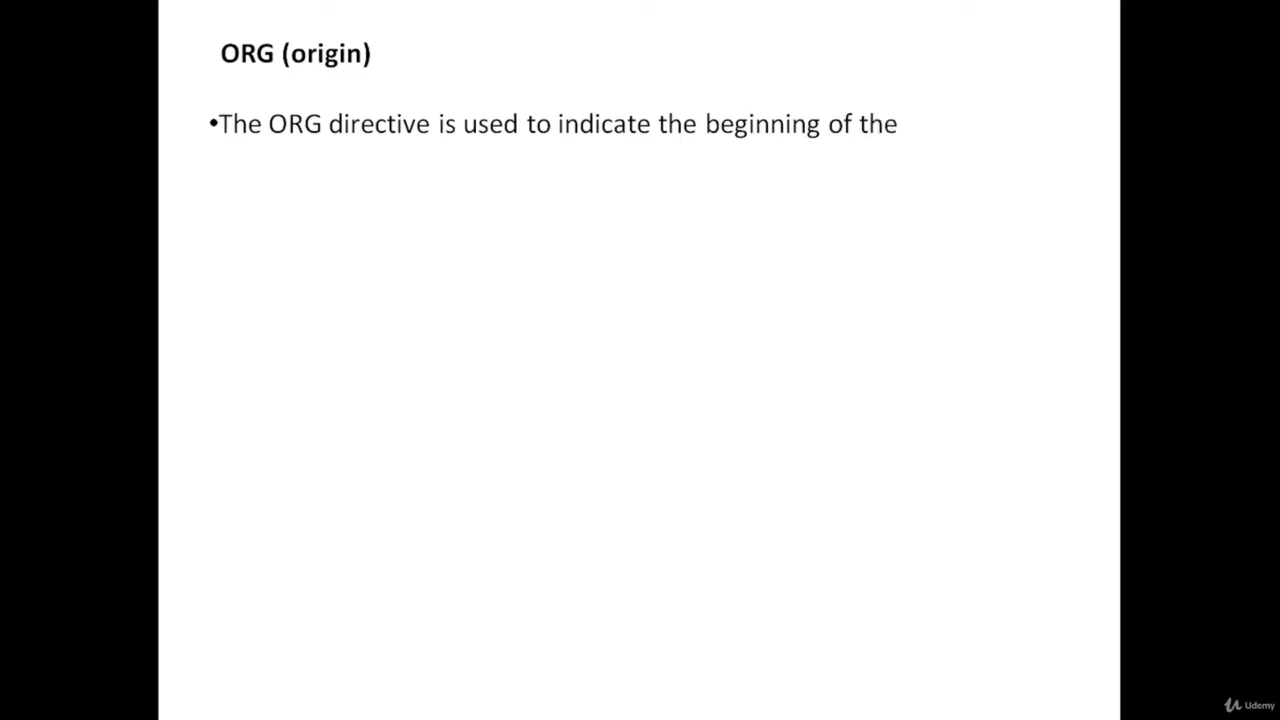 ORG (origin)
•The ORG directive is used to indicate the beginning of the
Udemy